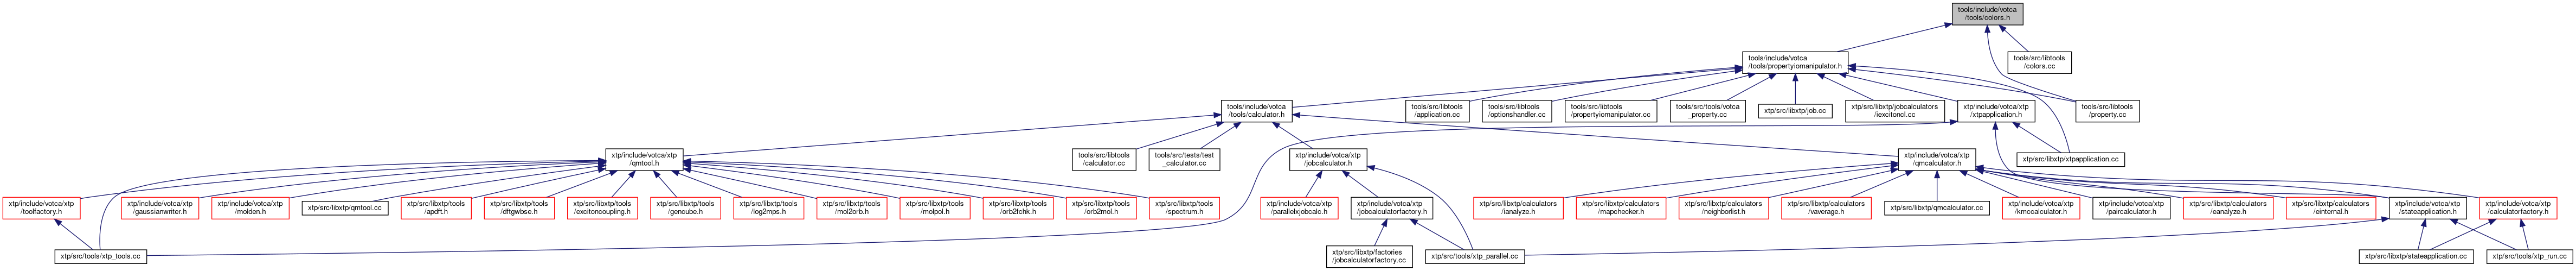 tools/include/votca
/tools/colors.h
tools/include/votca
/tools/propertyiomanipulator.h
tools/src/libtools
/colors.cc
tools/include/votca
/tools/calculator.h
tools/src/libtools
/application.cc
tools/src/libtools
/optionshandler.cc
tools/src/libtools
/propertyiomanipulator.cc
tools/src/tools/votca
_property.cc
xtp/src/libxtp/job.cc
xtp/src/libxtp/jobcalculators
/iexcitoncl.cc
xtp/include/votca/xtp
/xtpapplication.h
tools/src/libtools
/property.cc
xtp/include/votca/xtp
/qmtool.h
tools/src/libtools
/calculator.cc
tools/src/tests/test
_calculator.cc
xtp/include/votca/xtp
/jobcalculator.h
xtp/include/votca/xtp
/qmcalculator.h
xtp/src/libxtp/xtpapplication.cc
xtp/include/votca/xtp
/toolfactory.h
xtp/include/votca/xtp
/gaussianwriter.h
xtp/include/votca/xtp
/molden.h
xtp/src/libxtp/qmtool.cc
xtp/src/libxtp/tools
/apdft.h
xtp/src/libxtp/tools
/dftgwbse.h
xtp/src/libxtp/tools
/excitoncoupling.h
xtp/src/libxtp/tools
/gencube.h
xtp/src/libxtp/tools
/log2mps.h
xtp/src/libxtp/tools
/mol2orb.h
xtp/src/libxtp/tools
/molpol.h
xtp/src/libxtp/tools
/orb2fchk.h
xtp/src/libxtp/tools
/orb2mol.h
xtp/src/libxtp/tools
/spectrum.h
xtp/include/votca/xtp
/parallelxjobcalc.h
xtp/include/votca/xtp
/jobcalculatorfactory.h
xtp/src/libxtp/calculators
/ianalyze.h
xtp/src/libxtp/calculators
/mapchecker.h
xtp/src/libxtp/calculators
/neighborlist.h
xtp/src/libxtp/calculators
/vaverage.h
xtp/src/libxtp/qmcalculator.cc
xtp/include/votca/xtp
/kmccalculator.h
xtp/include/votca/xtp
/paircalculator.h
xtp/src/libxtp/calculators
/eanalyze.h
xtp/src/libxtp/calculators
/einternal.h
xtp/include/votca/xtp
/stateapplication.h
xtp/include/votca/xtp
/calculatorfactory.h
xtp/src/tools/xtp_tools.cc
xtp/src/libxtp/factories
/jobcalculatorfactory.cc
xtp/src/tools/xtp_parallel.cc
xtp/src/libxtp/stateapplication.cc
xtp/src/tools/xtp_run.cc